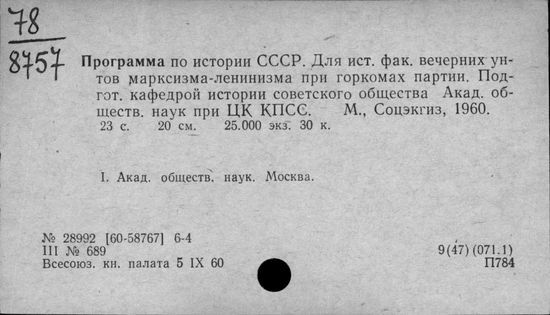 78
8757
Программа по истории СССР. Для ист. фак. вечерних ун-
тов марксизма-ленинизма при горкомах партии. Под-
гот. кафедрой истории советского общества Акад. об-
ществ. наук при ЦК КПСС. М., Соцэкгиз, 1960.
23 с. 20 см. 25.000 экз. 30 к.
I. Акад. обществ. наук. Москва.
№ 28992 [60-58767] 6-4
III № 689
Всесоюз. кн. палата 5 IX 60
9(47)(071.1)
П784